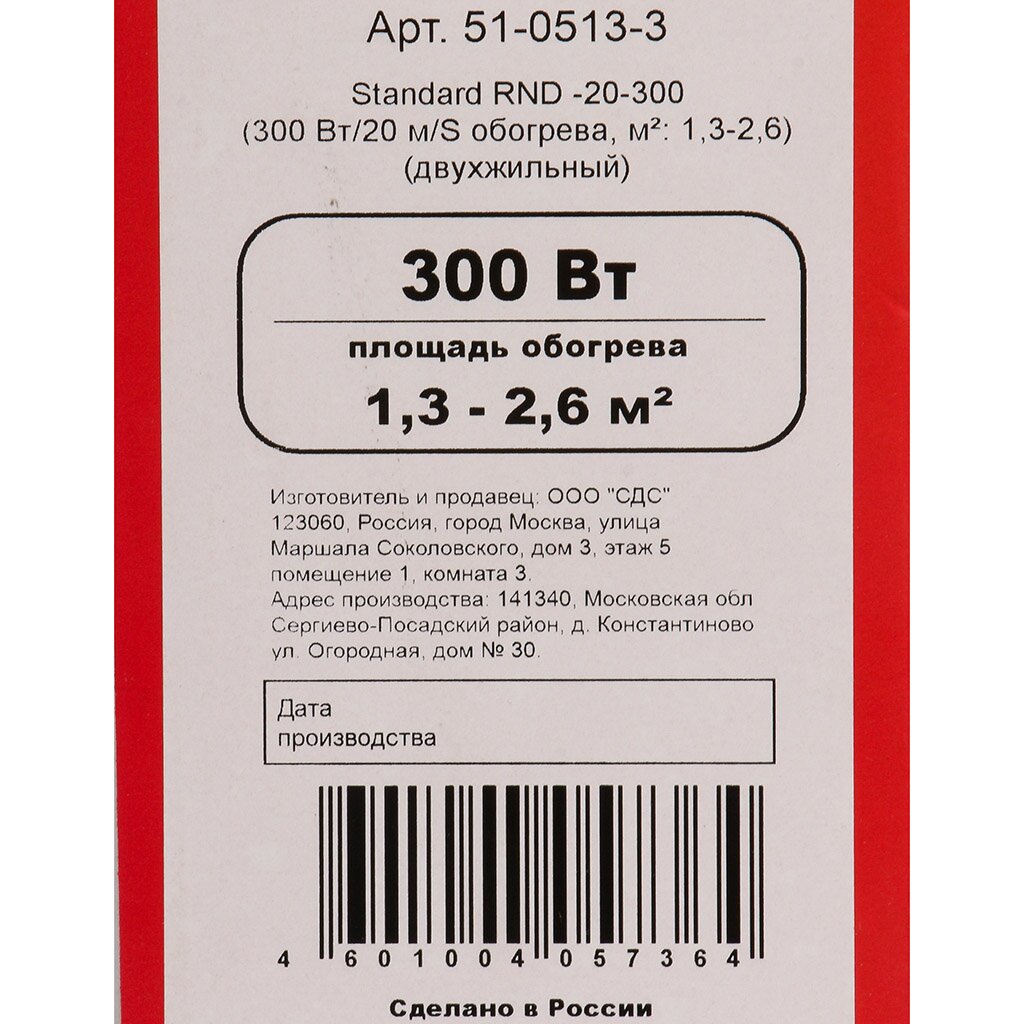 Арт. 51-0513-3
Standard RND -20-300
(300 Вт/20 м/S обогрева, м²: 1,3-2,6)
(двухжильный)
300 Вт
площадь обогрева
1,3 - 2,6 м²
Изготовитель и продавец: ООО "СДС"
123060, Россия, город Москва, улица
Маршала Соколовского, дом 3, этаж 5
помещение 1, комната 3.
Адрес производства: 141340, Московская обл
Сергиево-Посадский район, д. Константиново
ул. Огородная, дом № 30.
Дата
производства
4 601004 057364
Сделано в России